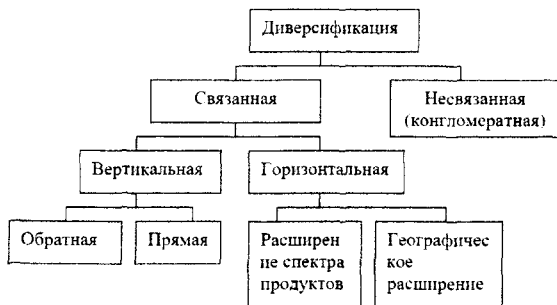 Диверсификация
Связанная
Несвязанная
(конгломератная)
Вертикальная
Горизонтальная
Обратная
Прямая
Расширен
ие спектра
продуктов
Географичес
кое
расширение